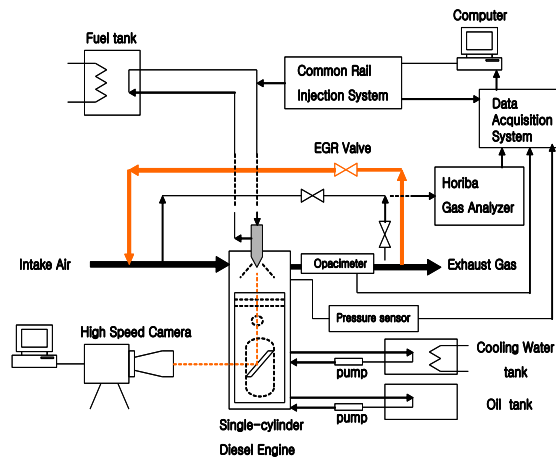 Computer
Fuel tank
Common Rail
Injection System
Data
Acquisition
System
EGR Valve
Horiba
Gas Analyzer
Intake Air
Opacimeter
Exhaust Gas
Pressure sensor
High Speed Camera
Cooling Water
tank
pump
Oil tank
pump
Single-cylinder
Diesel Engine